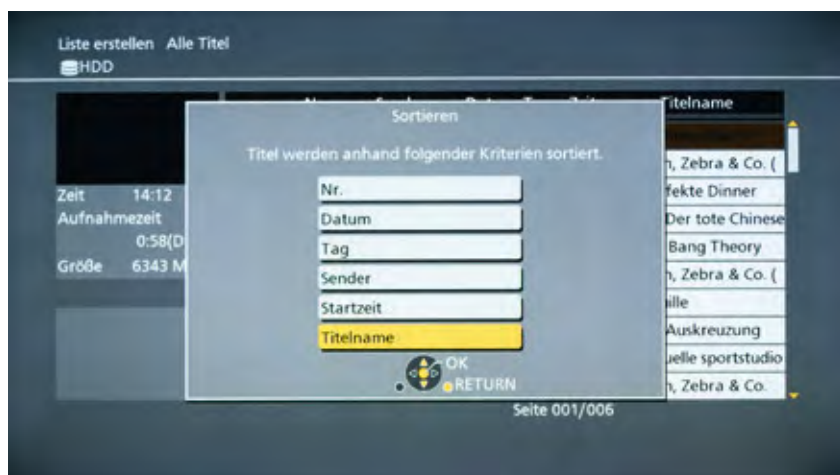 Liste erstellen Alle Titel
HDD
Titelname
Sortieren
Titel werden anhand folgender Kriterien sortiert.
Nr.
Datum
Tag
Sender
Startzeit
Titelname
OK
RETURN
Zeit 14:12
Aufnahmezeit
0:58(D
Größe 6343 M
n, Zebra & Co. (
fekte Dinner
Der tote Chinese
Bang Theory
n, Zebra & Co. (
ille
Auskreuzung
uelle sportstudio
n, Zebra & Co.
Seite 001/006